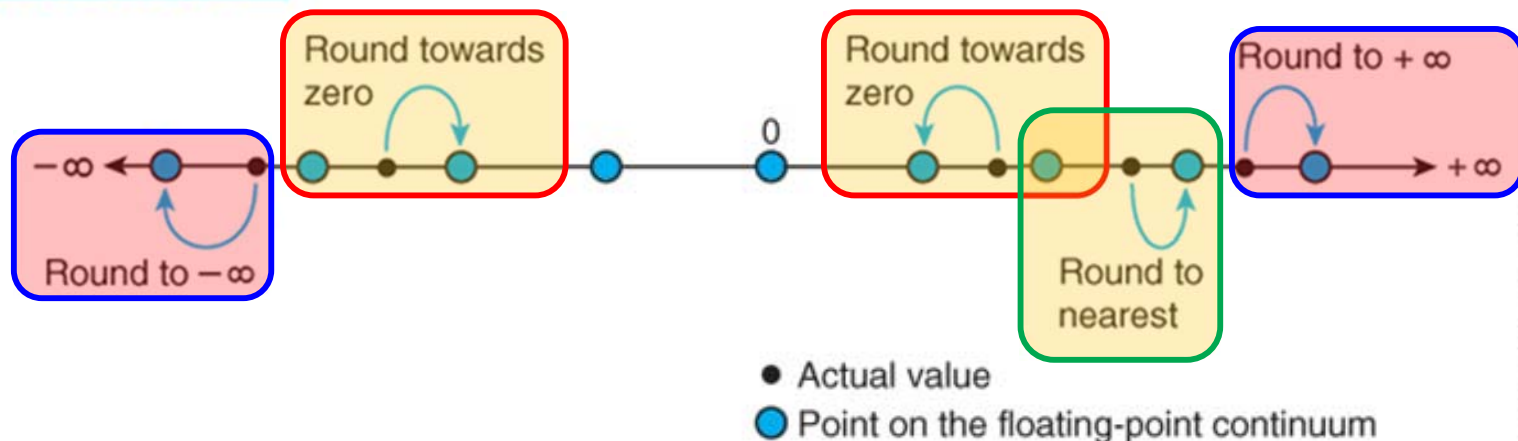 Round towards
zero
Round towards
zero
Round to + ∞
0
−∞
+∞
Round to −∞
Round to
nearest
Actual value
Point on the floating-point continuum